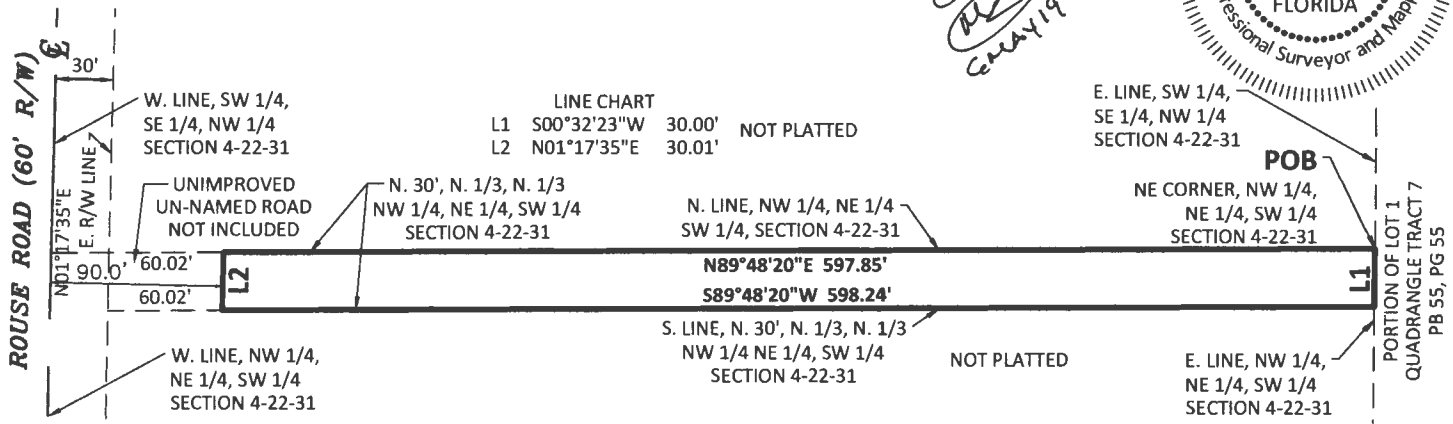 FLORIDA
Professional Surveyor and Mapp
MAY 19
ROUSE ROAD (60' R/W)
30'
W. LINE, SW 1/4,
SE 1/4, NW 1/4
SECTION 4-22-31
LINE CHART
L1 S00°32'23"W 30.00'
L2 N01°17'35"E 30.01'
NOT PLATTED
E. LINE, SW 1/4,
SE 1/4, NW 1/4
SECTION 4-22-31
POB
NE CORNER, NW 1/4,
NE 1/4, SW 1/4
SECTION 4-22-31
N01°17'35"E
E. R/W LINE
UNIMPROVED
UN-NAMED ROAD
NOT INCLUDED
N. 30', N. 1/3, N. 1/3
NW 1/4, NE 1/4, SW 1/4
SECTION 4-22-31
N. LINE, NW 1/4, NE 1/4
SW 1/4, SECTION 4-22-31
90.0'
60.02'
60.02'
L2
N89°48'20"E 597.85'
S89°48'20"W 598.24'
L1
PORTION OF LOT 1
QUADRANGLE TRACT 7
PB 55, PG 55
W. LINE, NW 1/4,
NE 1/4, SW 1/4
SECTION 4-22-31
S. LINE, N. 30', N. 1/3, N. 1/3
NW 1/4 NE 1/4, SW 1/4
SECTION 4-22-31
NOT PLATTED
E. LINE, NW 1/4,
NE 1/4, SW 1/4
SECTION 4-22-31